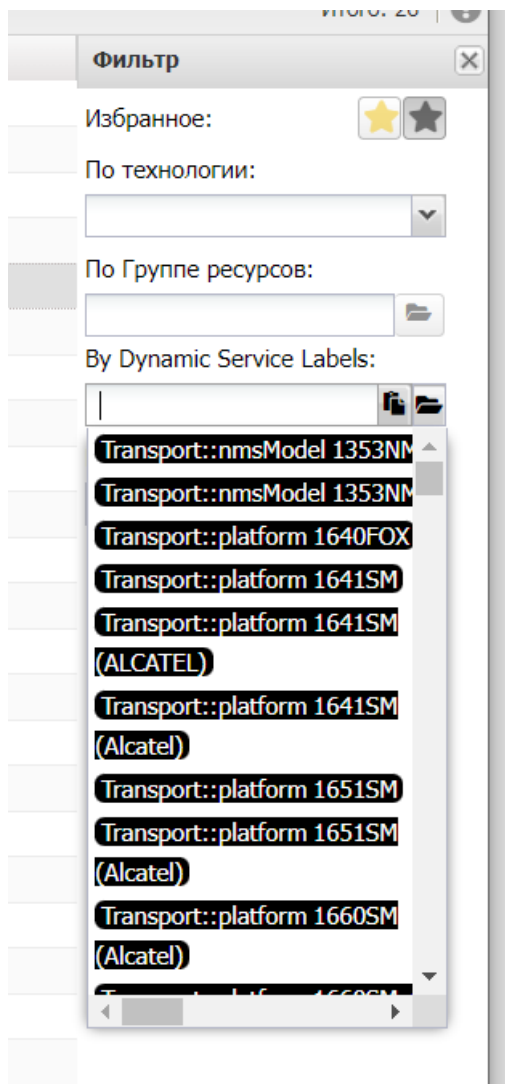 Итого: 20
Фильтр
Избранное:
По технологии:
По Группе ресурсов:
By Dynamic Service Labels:
Transport::nmsModel 1353NM
Transport::nmsModel 1353NM
Transport::platform 1640FOX
Transport::platform 1641SM
Transport::platform 1641SM
(ALCATEL)
Transport::platform 1641SM
(Alcatel)
Transport::platform 1651SM
Transport::platform 1651SM
(Alcatel)
Transport::platform 1660SM
(Alcatel)